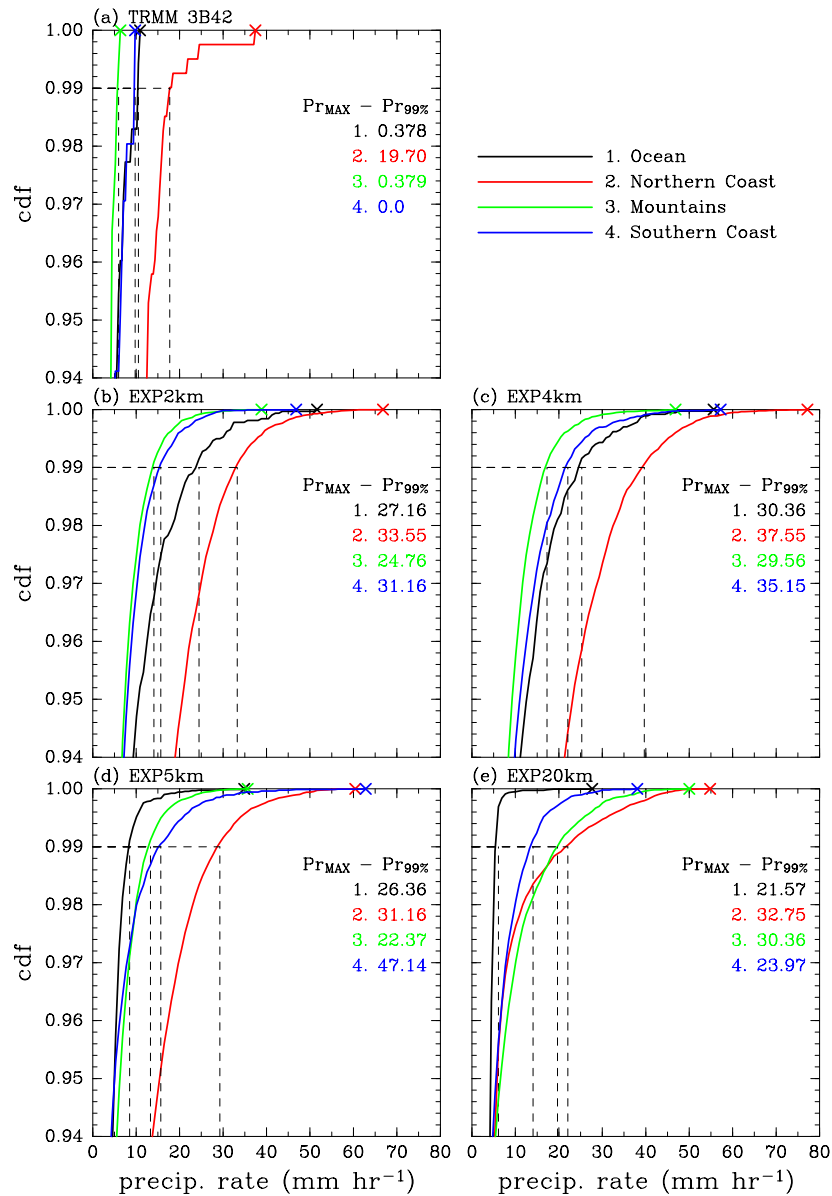 (a) TRMM 3B42
1.00
0.99
0.98
0.97
0.96
0.95
0.94
cdf
Pr_MAX − Pr_99%
1. 0.378
2. 19.70
3. 0.379
4. 0.0
1. Ocean
2. Northern Coast
3. Mountains
4. Southern Coast
(b) EXP2km
1.00
0.99
0.98
0.97
0.96
0.95
0.94
cdf
Pr_MAX − Pr_99%
1. 27.16
2. 33.55
3. 24.76
4. 31.16
(c) EXP4km
Pr_MAX − Pr_99%
1. 30.36
2. 37.55
3. 29.56
4. 35.15
(d) EXP5km
1.00
0.99
0.98
0.97
0.96
0.95
0.94
cdf
Pr_MAX − Pr_99%
1. 26.36
2. 31.16
3. 22.37
4. 47.14
0 10 20 30 40 50 60 70 80
precip. rate (mm hr⁻¹)
(e) EXP20km
Pr_MAX − Pr_99%
1. 21.57
2. 32.75
3. 30.36
4. 23.97
0 10 20 30 40 50 60 70 80
precip. rate (mm hr⁻¹)